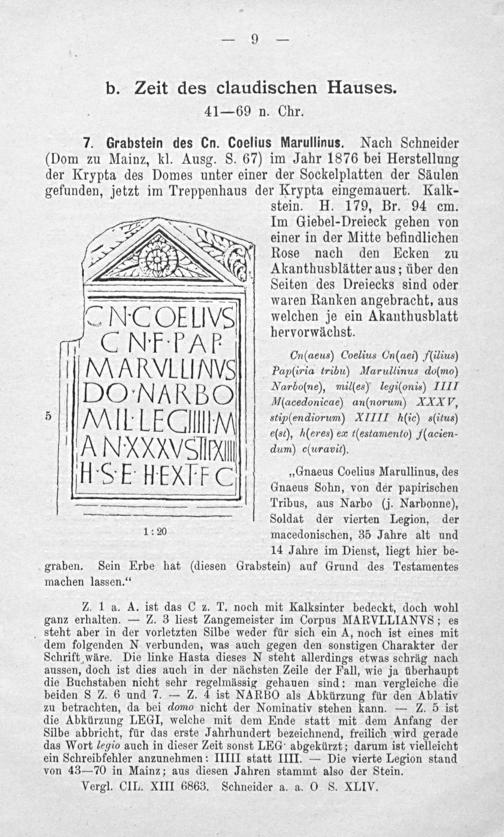 — 9 —
b. Zeit des claudischen Hauses.
41—69 n. Chr.
7. Grabstein des Cn. Coelius Marullinus. Nach Schneider
(Dom zu Mainz, kl. Ausg. S. 67) im Jahr 1876 bei Herstellung
der Krypta des Domes unter einer der Sockelplatten der Säulen
gefunden, jetzt im Treppenhaus der Krypta eingemauert. Kalk-
stein. H. 179, Br. 94 cm.
Im Giebel-Dreieck gehen von
einer in der Mitte befindlichen
Rose nach den Ecken zu
Akanthusblätter aus; über den
Seiten des Dreiecks sind oder
waren Ranken angebracht, aus
welchen je ein Akanthusblatt
hervorwächst.
CN·COELIVS
C N·F·PAP·
MARVLLINVS
DO·NARBO
5 MIL·LEGIIIII·M
AN·XXXVSTIPXIIII
H·S·E·H·EXT·F C
1 : 20
Cn(aeus) Coelius Cn(aei) f(ilius)
Pap(iria tribu) Marullinus do(mo)
Narbo(ne), mil(es) legi(onis) IIII
M(acedonicae) an(norum) XXXV,
stip(endiorum) XIIII h(ic) s(itus)
e(st), h(eres) ex t(estamento) f(acien-
dum) c(uravit).
„Gnaeus Coelius Marullinus, des
Gnaeus Sohn, von der papirischen
Tribus, aus Narbo (j. Narbonne),
Soldat der vierten Legion, der
macedonischen, 35 Jahre alt und
14 Jahre im Dienst, liegt hier be-
graben. Sein Erbe hat (diesen Grabstein) auf Grund des Testamentes
machen lassen.“
Z. 1 a. A. ist das C z. T. noch mit Kalksinter bedeckt, doch wohl
ganz erhalten. — Z. 3 liest Zangemeister im Corpus MARVLLIANVS; es
steht aber in der vorletzten Silbe weder für sich ein A, noch ist eines mit
dem folgenden N verbunden, was auch gegen den sonstigen Charakter der
Schrift wäre. Die linke Hasta dieses N steht allerdings etwas schräg nach
aussen, doch ist dies auch in der nächsten Zeile der Fall, wie ja überhaupt
die Buchstaben nicht sehr regelmässig gehauen sind: man vergleiche die
beiden S Z. 6 und 7. — Z. 4 ist NARBO als Abkürzung für den Ablativ
zu betrachten, da bei domo nicht der Nominativ stehen kann. — Z. 5 ist
die Abkürzung LEGI, welche mit dem Ende statt mit dem Anfang der
Silbe abbricht, für das erste Jahrhundert bezeichnend, freilich wird gerade
das Wort legio auch in dieser Zeit sonst LEG· abgekürzt; darum ist vielleicht
ein Schreibfehler anzunehmen: IIIII statt IIII. — Die vierte Legion stand
von 43—70 in Mainz; aus diesen Jahren stammt also der Stein.
Vergl. CIL. XIII 6863. Schneider a. a. O S. XLIV.